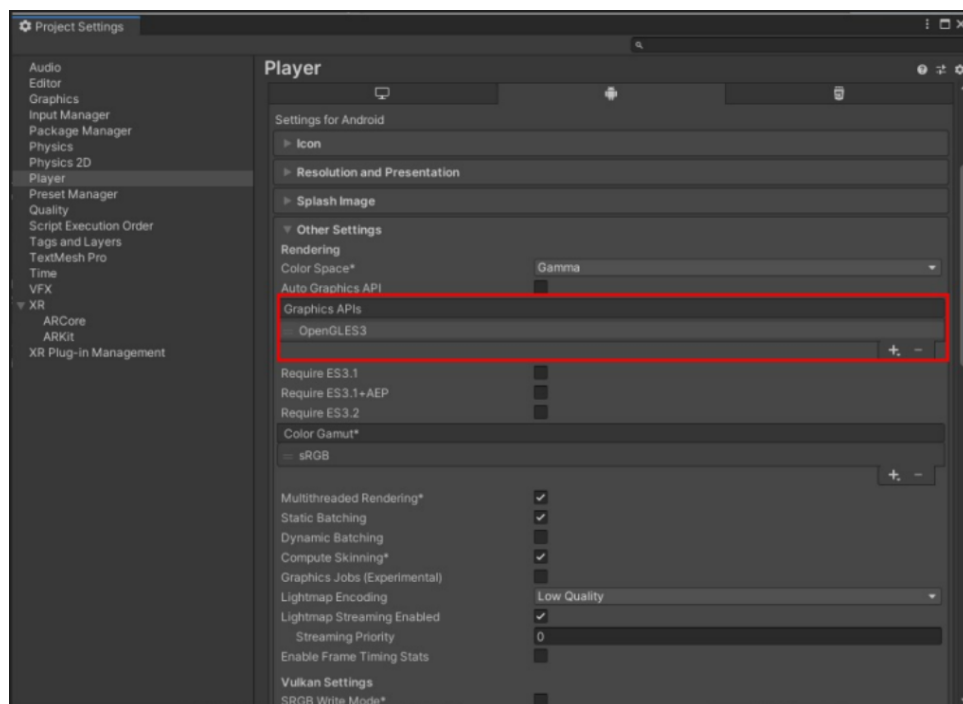 Project Settings
Audio
Editor
Graphics
Input Manager
Package Manager
Physics
Physics 2D
Player
Preset Manager
Quality
Script Execution Order
Tags and Layers
TextMesh Pro
Time
VFX
XR
ARCore
ARKit
XR Plug-in Management
Player
Settings for Android
Icon
Resolution and Presentation
Splash Image
Other Settings
Rendering
Color Space* Gamma
Auto Graphics API
Graphics APIs
OpenGLES3
Require ES3.1
Require ES3.1+AEP
Require ES3.2
Color Gamut*
sRGB
Multithreaded Rendering*
Static Batching
Dynamic Batching
Compute Skinning*
Graphics Jobs (Experimental)
Lightmap Encoding Low Quality
Lightmap Streaming Enabled
Streaming Priority 0
Enable Frame Timing Stats
Vulkan Settings
SRGB Write Mode*